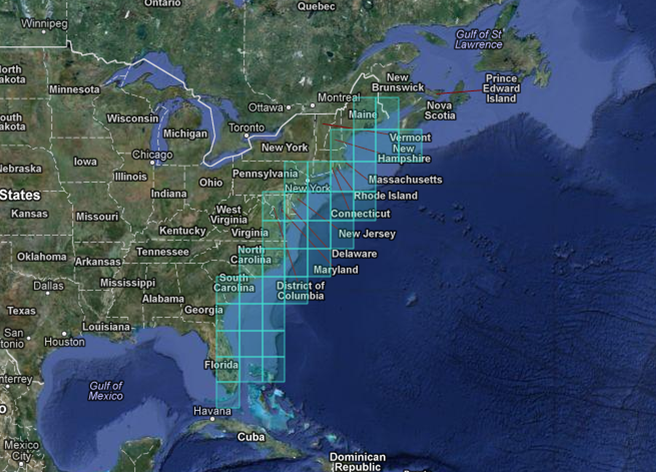 Ontario
Quebec
Winnipeg
Gulf of St
Lawrence
orth
akota
Minnesota
New
Brunswick
Prince
Edward
Island
Ottawa
Montreal
Maine
Nova
Scotia
outh
akota
Wisconsin
Michigan
Toronto
New York
Vermont
New
Hampshire
Chicago
Iowa
Nebraska
Illinois
Ohio
Pennsylvania
Massachusetts
States
Indiana
New York
Rhode Island
Kansas
Missouri
West
Virginia
Connecticut
Kentucky
Virginia
New Jersey
Oklahoma
Arkansas
Tennessee
North
Carolina
Delaware
Maryland
Dallas
Mississippi
South
Carolina
District of
Columbia
Alabama
Georgia
Texas
Louisiana
San
tonio
Houston
Florida
nterrey
Gulf of
Mexico
o
Havana
Cuba
Mexico
City
Dominican
Republic